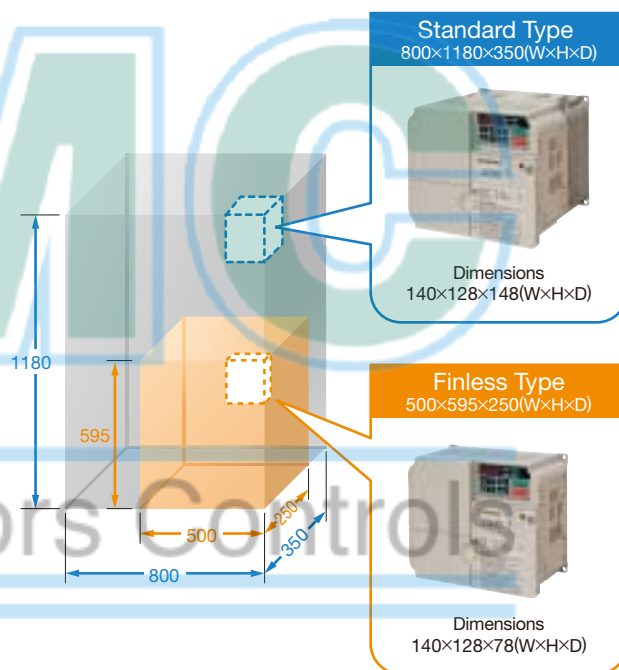 Standard Type
800×1180×350(W×H×D)
Dimensions
140×128×148(W×H×D)
1180
595
500
250
350
800
Finless Type
500×595×250(W×H×D)
Dimensions
140×128×78(W×H×D)
MC
ors Controls